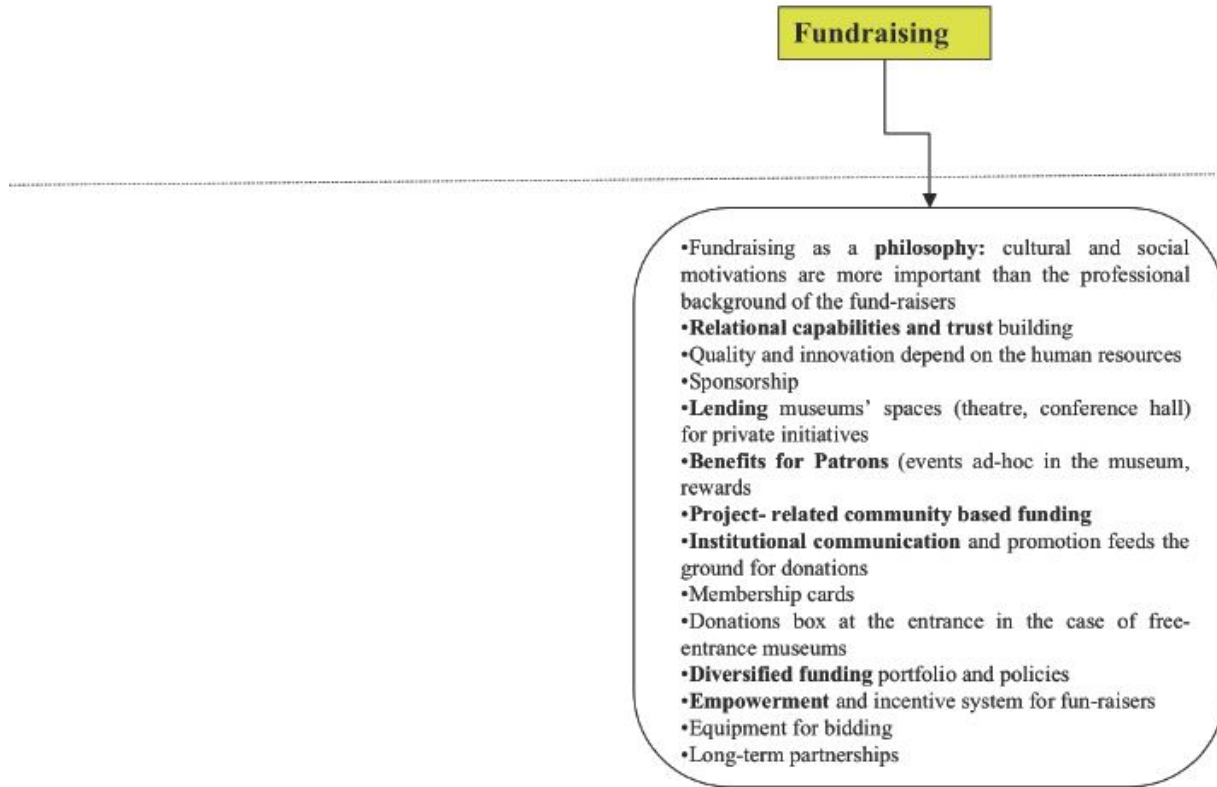 Fundraising
•Fundraising as a philosophy: cultural and social
motivations are more important than the professional
background of the fund-raisers
•Relational capabilities and trust building
•Quality and innovation depend on the human resources
•Sponsorship
•Lending museums’ spaces (theatre, conference hall)
for private initiatives
•Benefits for Patrons (events ad-hoc in the museum,
rewards
•Project- related community based funding
•Institutional communication and promotion feeds the
ground for donations
•Membership cards
•Donations box at the entrance in the case of free-
entrance museums
•Diversified funding portfolio and policies
•Empowerment and incentive system for fun-raisers
•Equipment for bidding
•Long-term partnerships